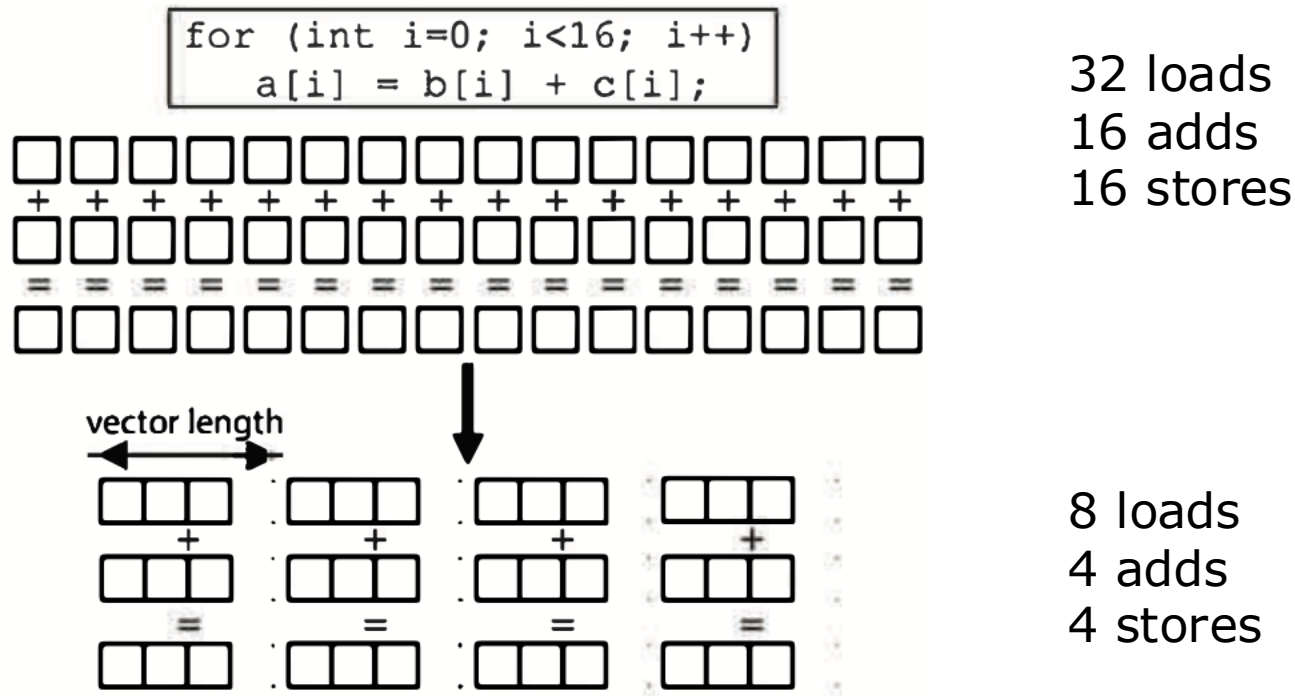 for (int i=0; i<16; i++)
a[i] = b[i] + c[i];
32 loads
16 adds
16 stores
+ + + + + + + + + + + + + + + +
= = = = = = = = = = = = = = = =
vector length
+ + + +
= = = =
8 loads
4 adds
4 stores